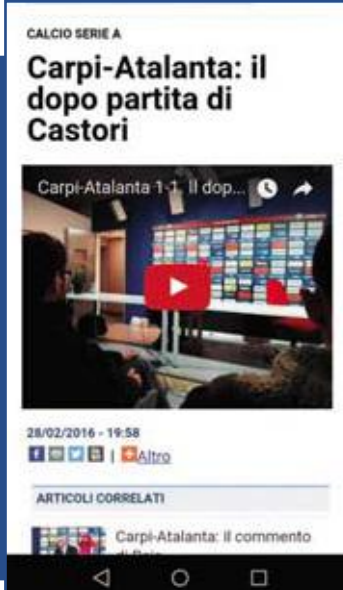 CALCIO SERIE A
Carpi-Atalanta: il
dopo partita di
Castori
Carpi-Atalanta 1-1. Il dop...
28/02/2016 - 19:58
| Altro
ARTICOLI CORRELATI
Carpi-Atalanta: il commento
di